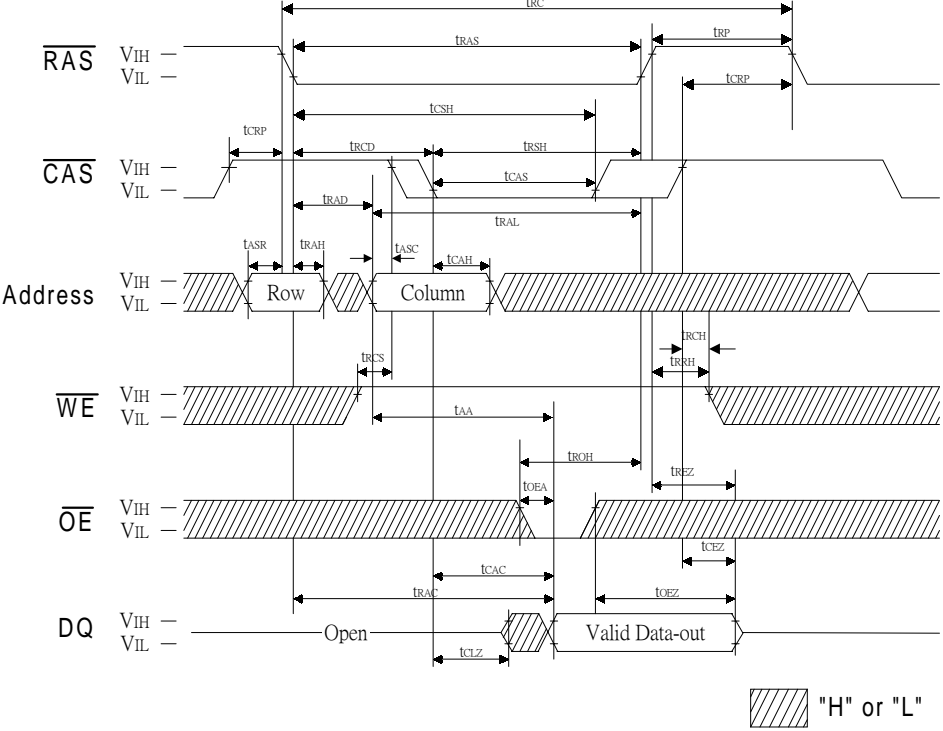 tRC
tRAS
tRP
RAS
VIH
VIL
tCRP
tCSH
tCRP
tRCD
tRSH
CAS
VIH
VIL
tCAS
tRAD
tRAL
tASR
tRAH
tASC
tCAH
Address
VIH
VIL
Row
Column
tRCH
tRRH
tRCS
WE
VIH
VIL
tAA
tROH
tREZ
tOEA
OE
VIH
VIL
tCEZ
tCAC
tRAC
tOEZ
DQ
VIH
VIL
Open
Valid Data-out
tCLZ
"H" or "L"